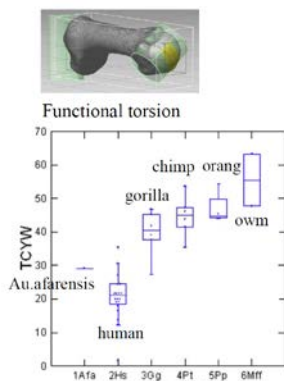 Functional torsion
70
60
50
40
30
20
10
0
TCYW
Au.afarensis
human
gorilla
chimp
orang
owm
1Afa 2Hs 3Gg 4Pt 5Pp 6Mff